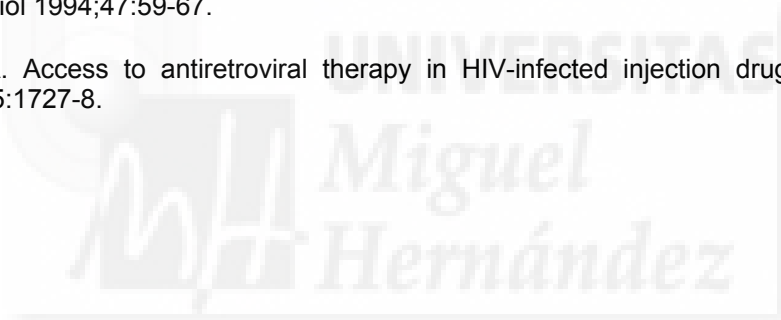 iol 1994;47:59-67.
. Access to antiretroviral therapy in HIV-infected injection drug
5:1727-8.
UNIVERSITAS
Miguel
Hernández